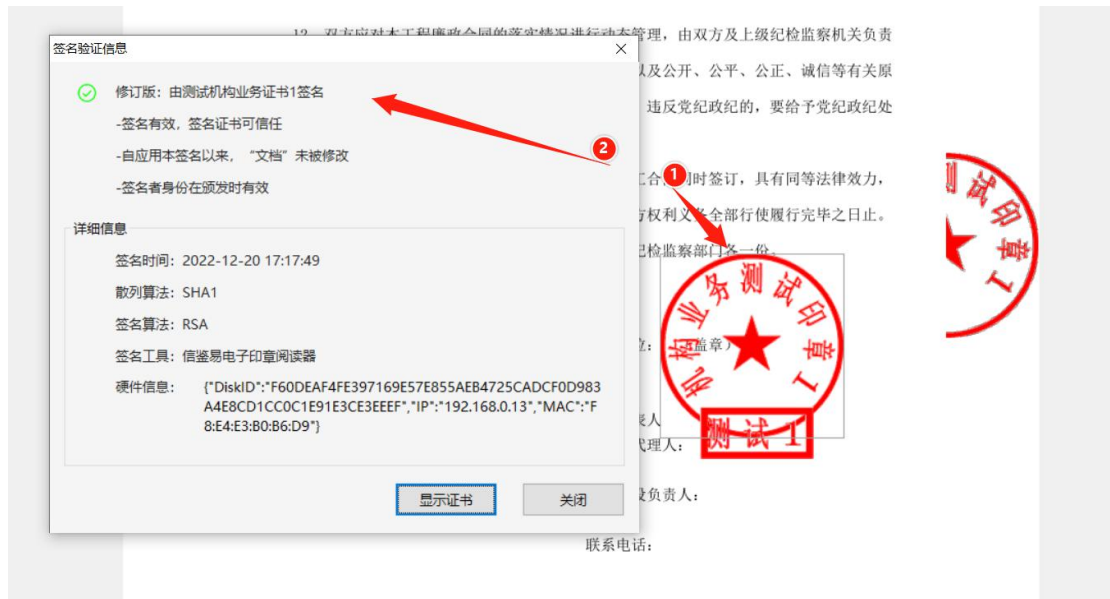 12、双方应对本工程廉政合同的落实情况进行动态管理，由双方及上级纪检监察机关负责
签名验证信息
以及公开、公平、公正、诚信等有关原
修订版：由测试机构业务证书1签名
违反党纪政纪的，要给予党纪政纪处
-签名有效，签名证书可信任
2
-自应用本签名以来，“文档”未被修改
1
工合 同时签订，具有同等法律效力，
-签名者身份在颁发时有效
方权利义务全部行使履行完毕之日止。
详细信息
纪检监察部门各一份。
签名时间：2022-12-20 17:17:49
散列算法：SHA1
签名算法：RSA
签名工具：信鉴易电子印章阅读器
硬件信息：{"DiskID":"F60DEAF4FE397169E57E855AEB4725CADCF0D983
A4E8CD1CC0C1E91E3CE3EEEF","IP":"192.168.0.13","MAC":"F
8:E4:E3:B0:B6:D9"}
显示证书
关闭
机构业务测试印章1
测试1
盖章）
表人
代理人：
负责人：
联系电话：
测试印章1